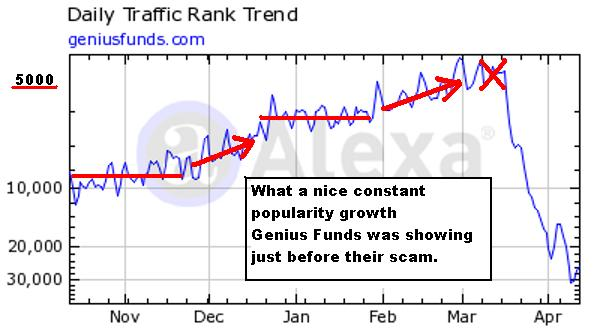 Daily Traffic Rank Trend
geniusfunds.com
5000
a Alexa®
10,000
What a nice constant
popularity growth
Genius Funds was showing
just before their scam.
20,000
30,000
Nov Dec Jan Feb Mar Apr